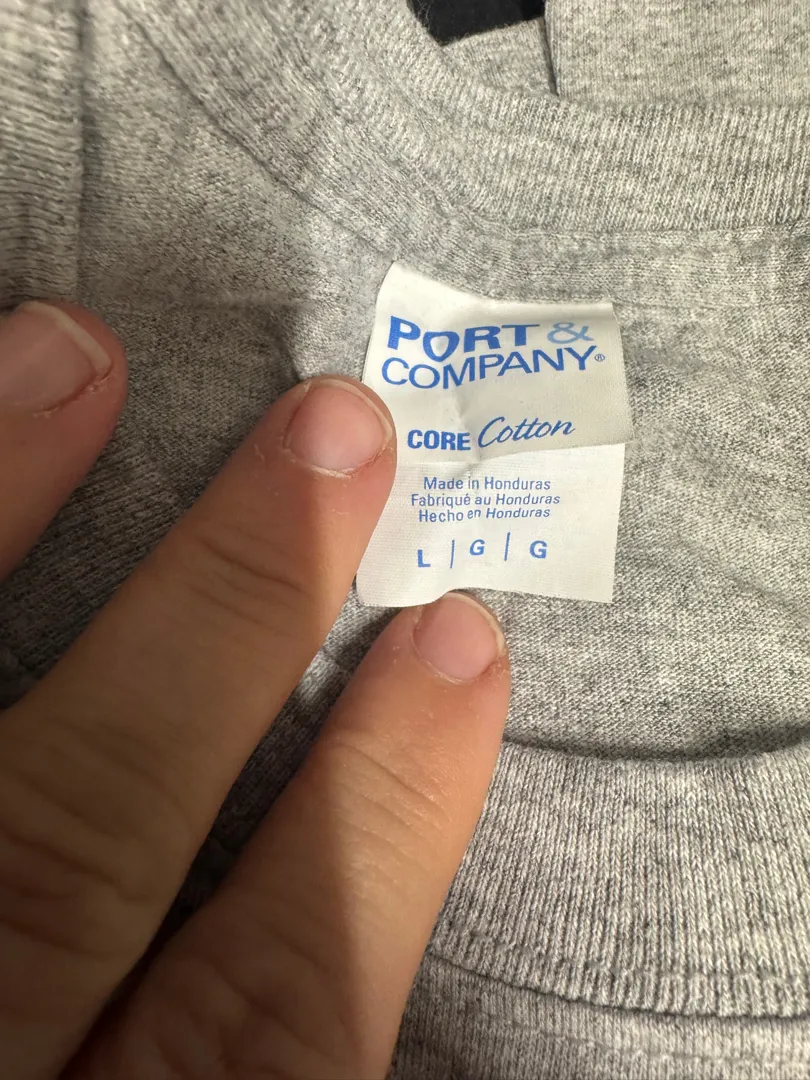 PORT &
COMPANY®
CORE Cotton
Made in Honduras
Fabriqué au Honduras
Hecho en Honduras
L | G | G